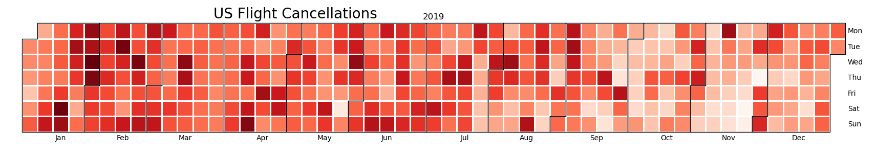 US Flight Cancellations
2019
Mon
Tue
Wed
Thu
Fri
Sat
Sun
Jan Feb Mar Apr May Jun Jul Aug Sep Oct Nov Dec